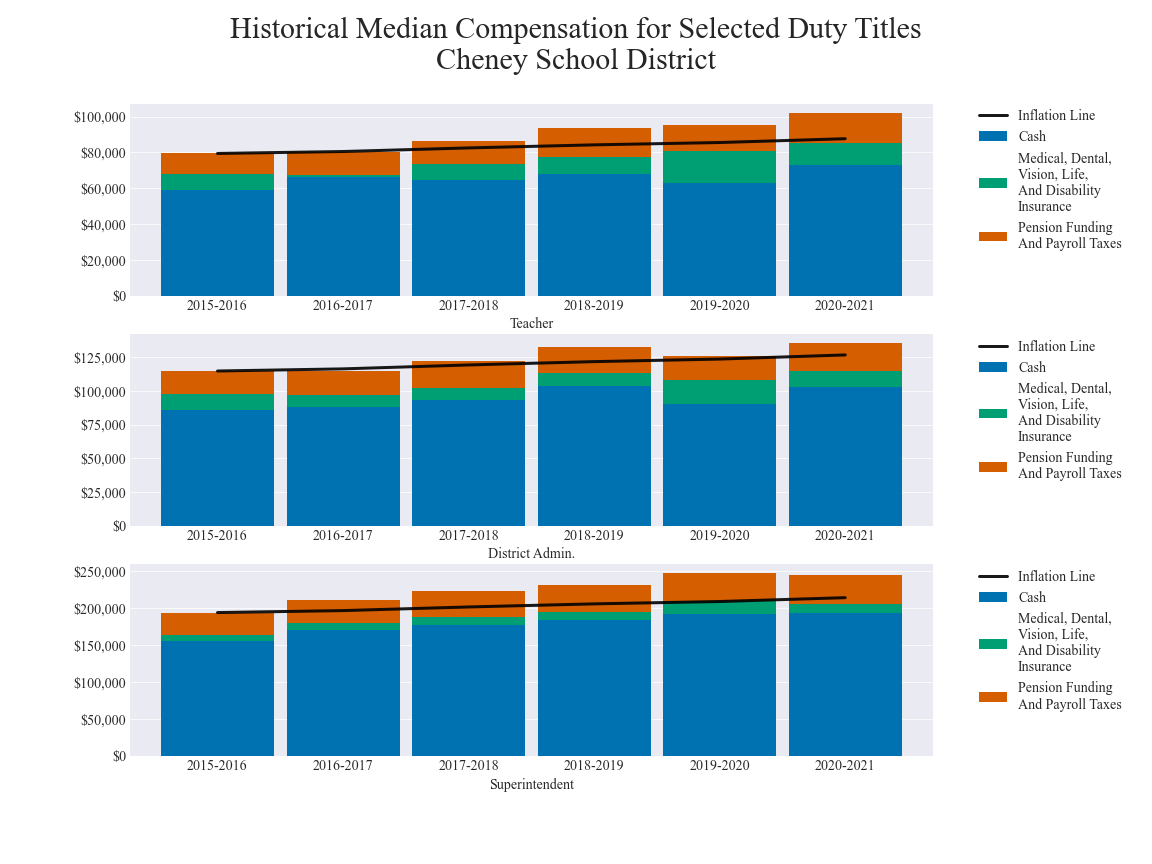 Historical Median Compensation for Selected Duty Titles
Cheney School District
$100,000
$80,000
$60,000
$40,000
$20,000
$0
2015-2016 2016-2017 2017-2018 2018-2019 2019-2020 2020-2021
Teacher
Inflation Line
Cash
Medical, Dental,
Vision, Life,
And Disability
Insurance
Pension Funding
And Payroll Taxes
$125,000
$100,000
$75,000
$50,000
$25,000
$0
2015-2016 2016-2017 2017-2018 2018-2019 2019-2020 2020-2021
District Admin.
Inflation Line
Cash
Medical, Dental,
Vision, Life,
And Disability
Insurance
Pension Funding
And Payroll Taxes
$250,000
$200,000
$150,000
$100,000
$50,000
$0
2015-2016 2016-2017 2017-2018 2018-2019 2019-2020 2020-2021
Superintendent
Inflation Line
Cash
Medical, Dental,
Vision, Life,
And Disability
Insurance
Pension Funding
And Payroll Taxes